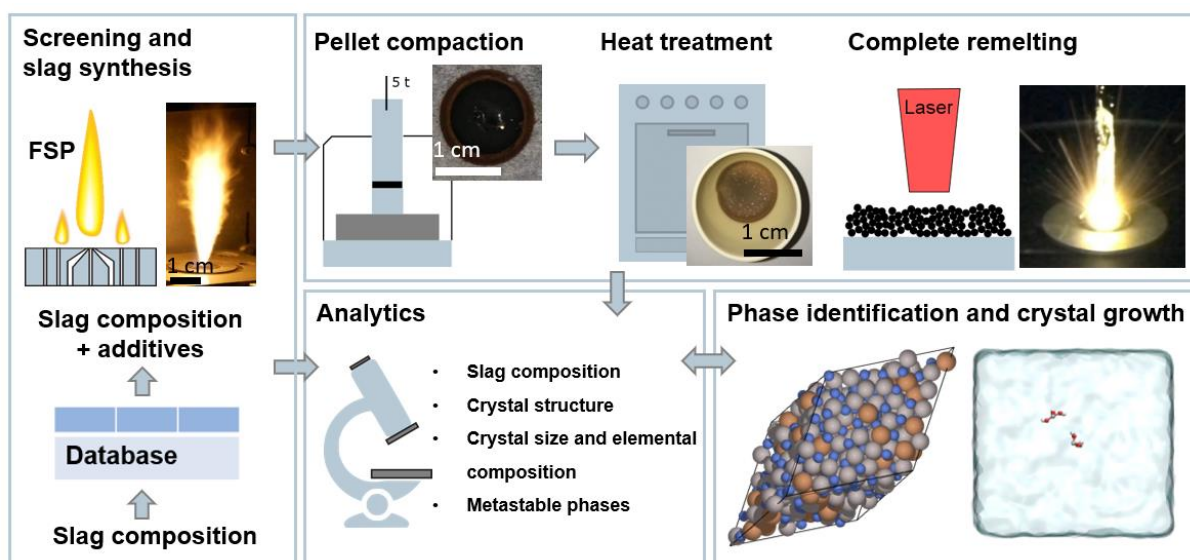 Screening and
slag synthesis
FSP
1 cm
Slag composition
+ additives
Database
Slag composition
Pellet compaction
5 t
1 cm
Heat treatment
1 cm
Complete remelting
Laser
Analytics
• Slag composition
• Crystal structure
• Crystal size and elemental
• composition
• Metastable phases
Phase identification and crystal growth